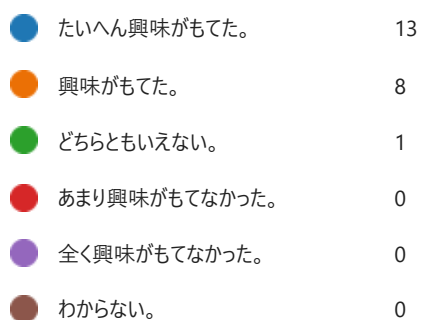 たいへん興味がもてた。 13
興味がもてた。 8
どちらともいえない。 1
あまり興味がもてなかった。 0
全く興味がもてなかった。 0
わからない。 0